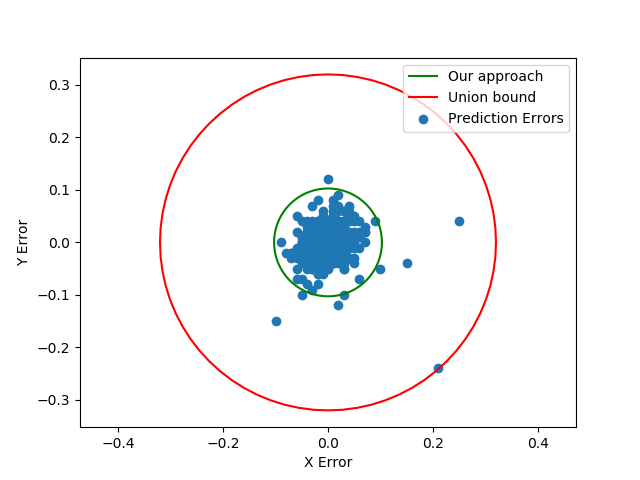 Our approach
Union bound
Prediction Errors
Y Error
0.3
0.2
0.1
0.0
−0.1
−0.2
−0.3
−0.4
−0.2
0.0
0.2
0.4
X Error